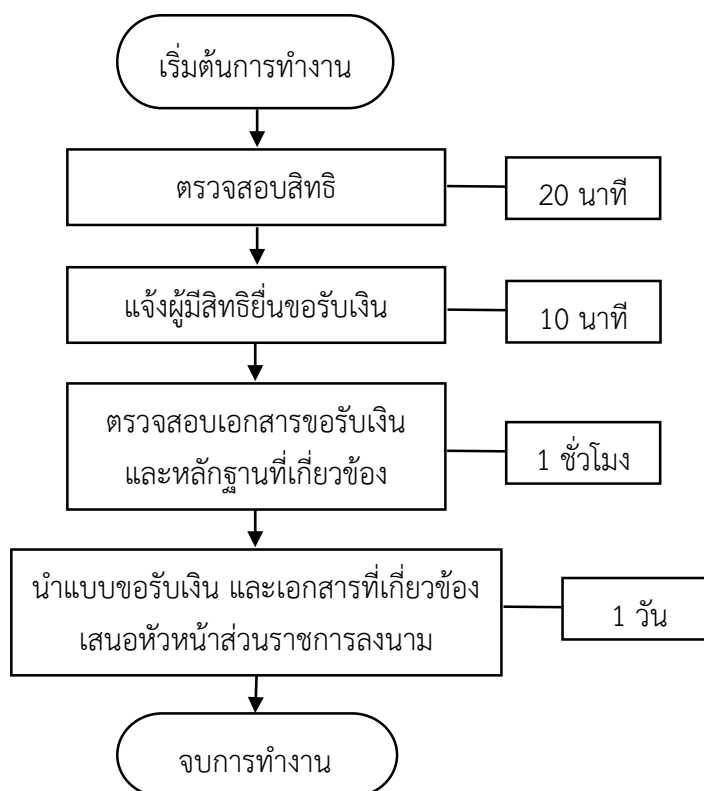 เริ่มต้นการทำงาน
ตรวจสอบสิทธิ
20 นาที
แจ้งผู้มีสิทธิยื่นขอรับเงิน
10 นาที
ตรวจสอบเอกสารขอรับเงิน
และหลักฐานที่เกี่ยวข้อง
1 ชั่วโมง
นำแบบขอรับเงิน และเอกสารที่เกี่ยวข้อง
เสนอหัวหน้าส่วนราชการลงนาม
1 วัน
จบการทำงาน